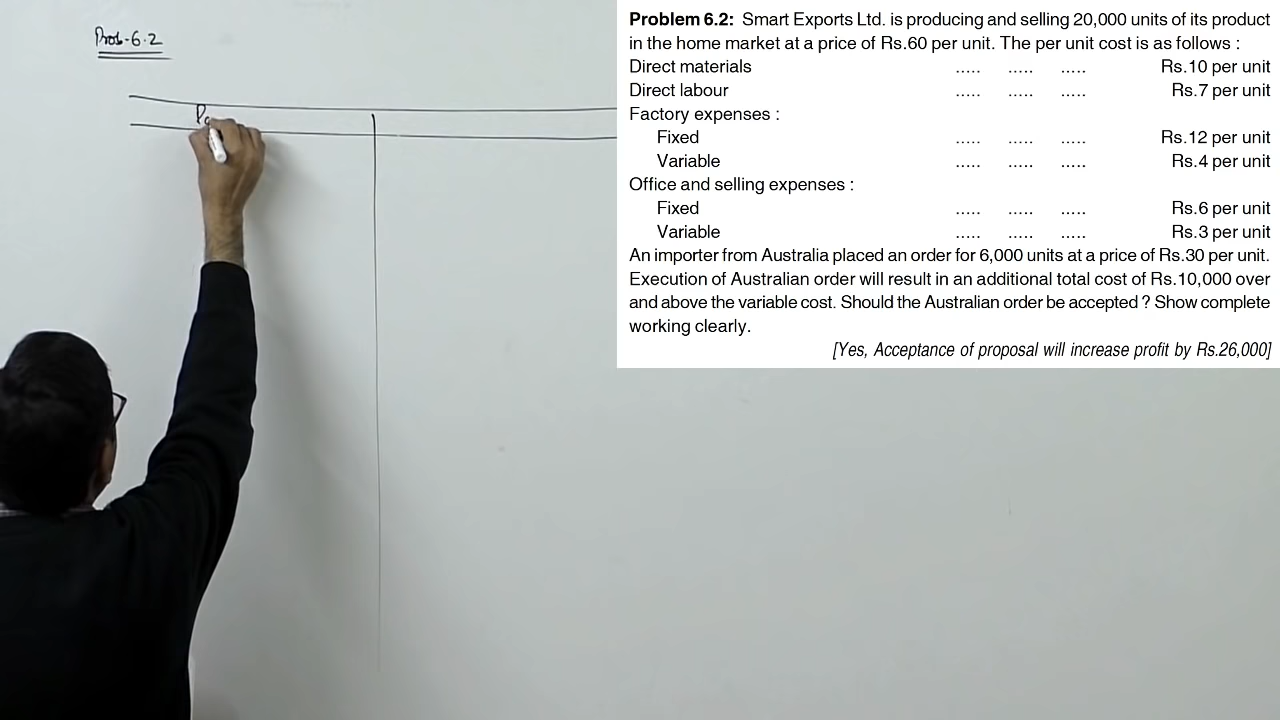 Prob-6.2
Problem 6.2: Smart Exports Ltd. is producing and selling 20,000 units of its product
in the home market at a price of Rs.60 per unit. The per unit cost is as follows :
Direct materials ..... ..... ..... Rs.10 per unit
Direct labour ..... ..... ..... Rs.7 per unit
Factory expenses :
Fixed ..... ..... ..... Rs.12 per unit
Variable ..... ..... ..... Rs.4 per unit
Office and selling expenses :
Fixed ..... ..... ..... Rs.6 per unit
Variable ..... ..... ..... Rs.3 per unit
An importer from Australia placed an order for 6,000 units at a price of Rs.30 per unit.
Execution of Australian order will result in an additional total cost of Rs.10,000 over
and above the variable cost. Should the Australian order be accepted ? Show complete
working clearly.
[Yes, Acceptance of proposal will increase profit by Rs.26,000]